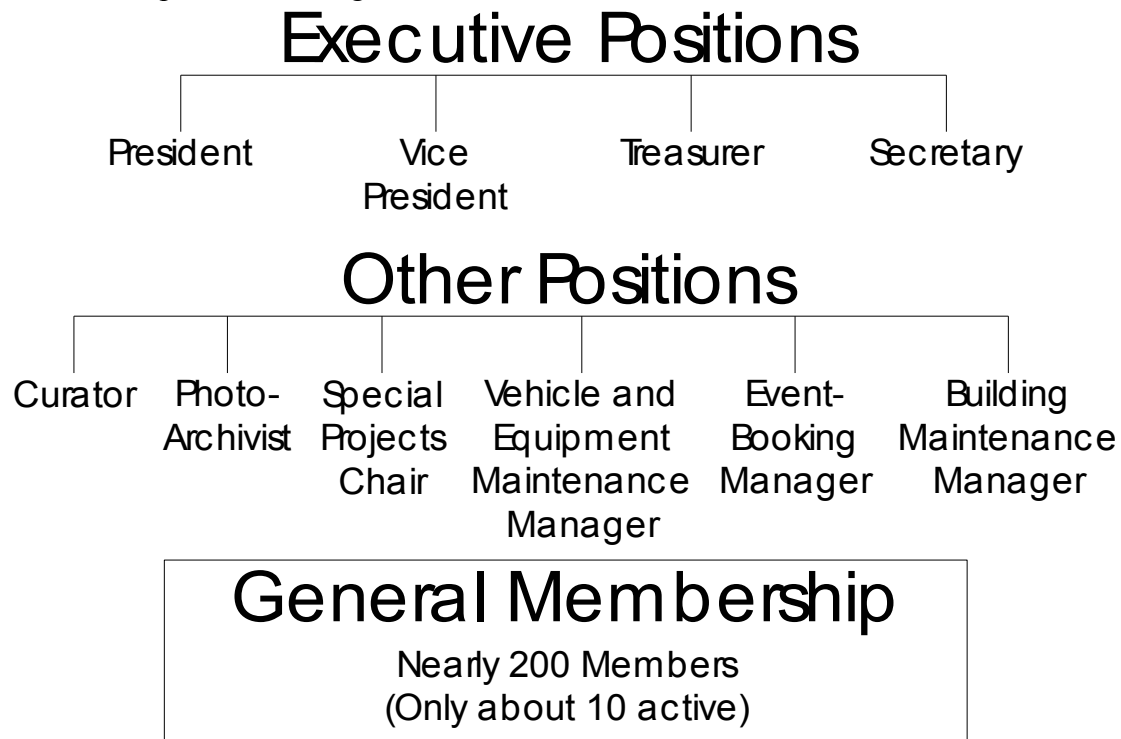 Executive Positions
President
Vice
President
Treasurer
Secretary
Other Positions
Curator
Photo-
Archivist
Special
Projects
Chair
Vehicle and
Equipment
Maintenance
Manager
Event-
Booking
Manager
Building
Maintenance
Manager
General Membership
Nearly 200 Members
(Only about 10 active)